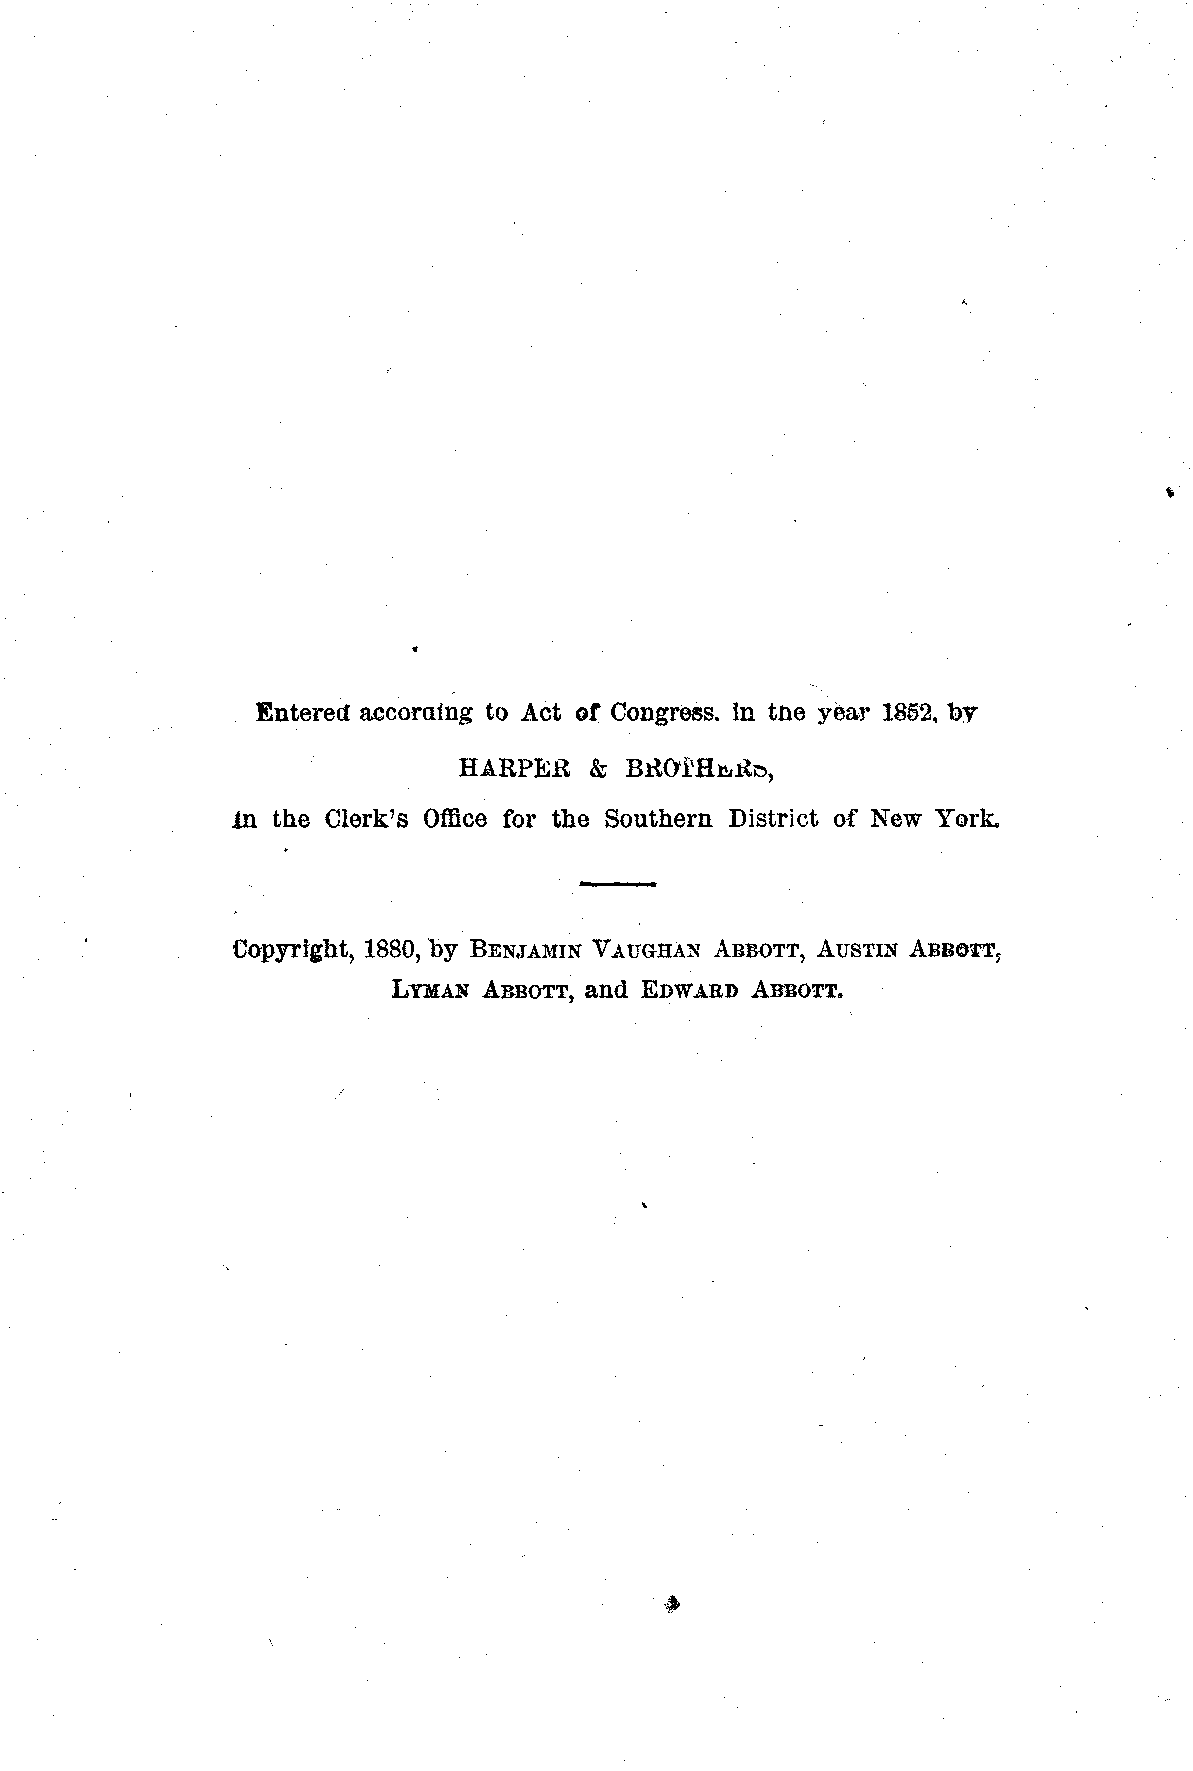 Entered according to Act of Congress, in the year 1852, by
HARPER & BROTHERS,
in the Clerk's Office for the Southern District of New York.
Copyright, 1880, by BENJAMIN VAUGHAN ABBOTT, AUSTIN ABBOTT,
LYMAN ABBOTT, and EDWARD ABBOTT.